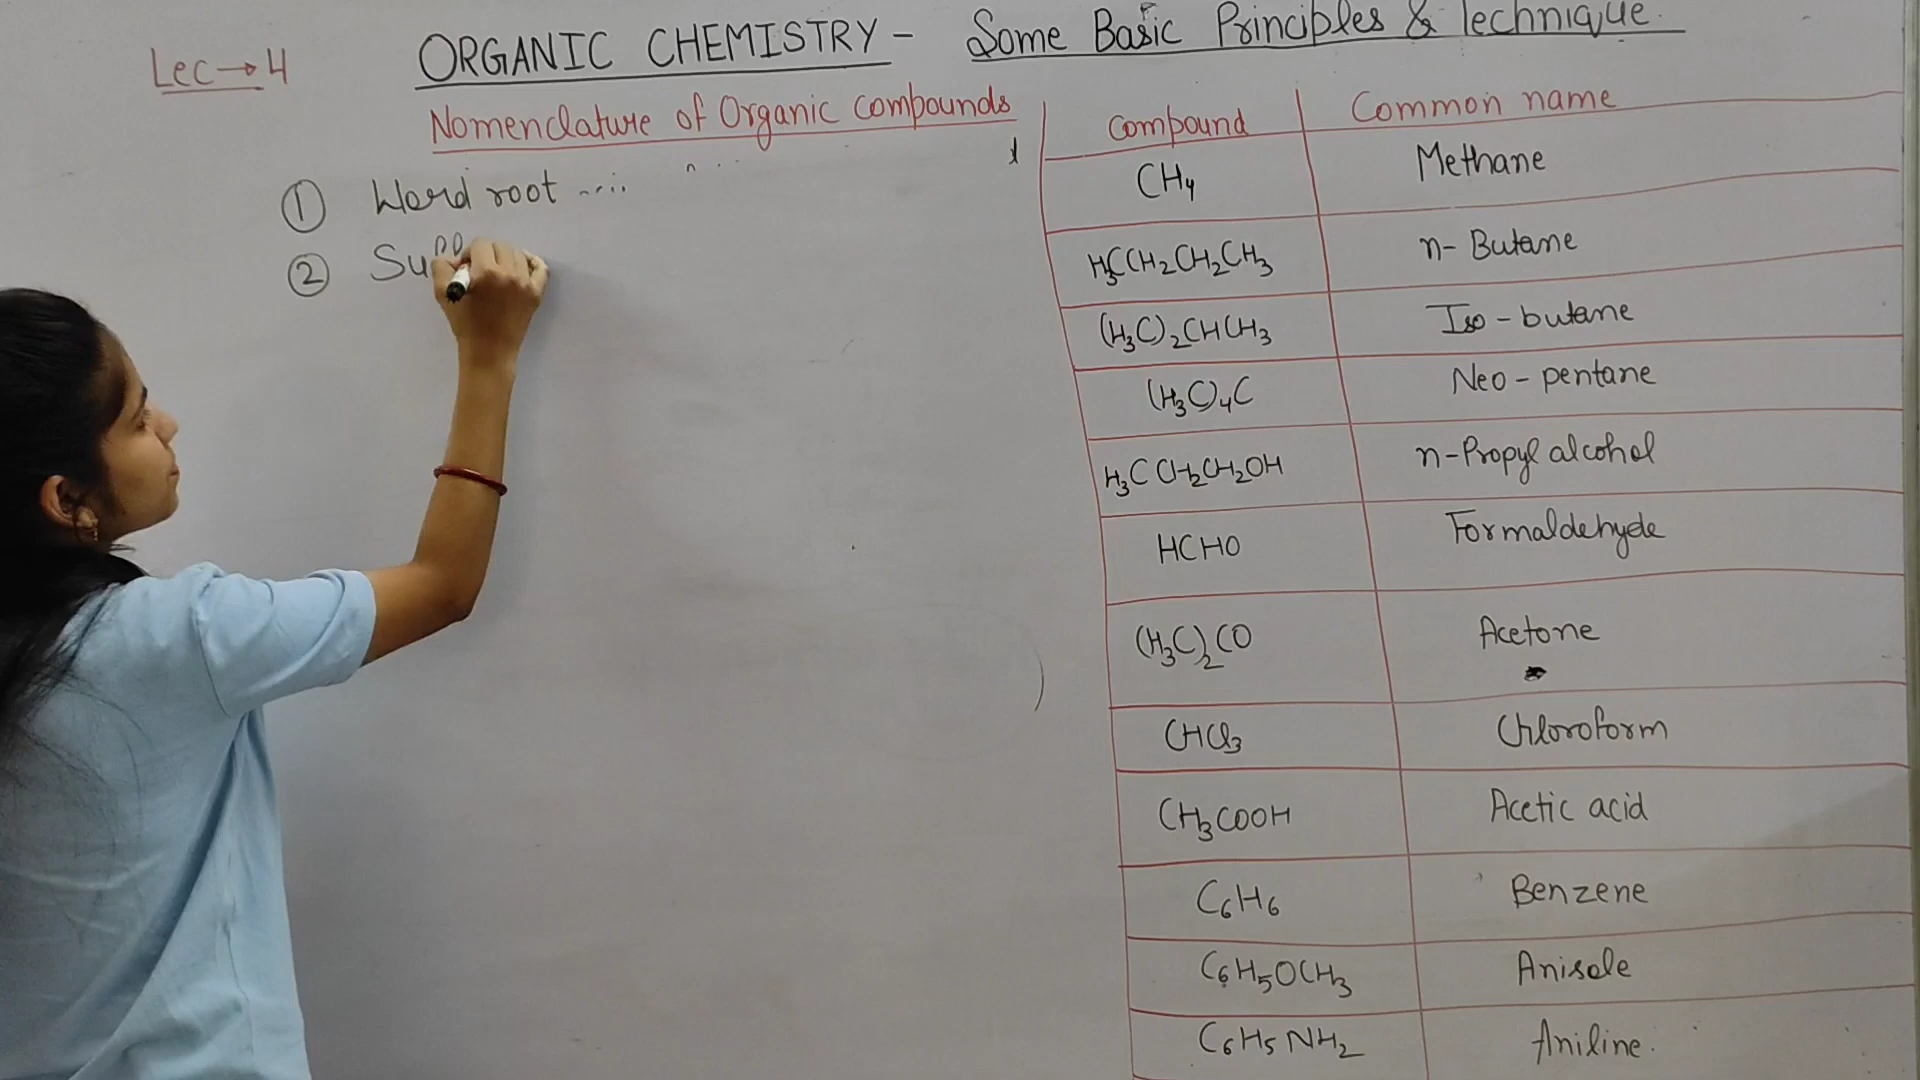 Lec→4
ORGANIC CHEMISTRY - Some Basic Principles & Technique.
Nomenclature of Organic compounds
① Word root .....
②
Compound Common name
CH₄ Methane
H₃CCH₂CH₂CH₃ n-Butane
(H₃C)₂CHCH₃ Iso-butane
(H₃C)₄C Neo-pentane
H₃CCH₂CH₂OH n-Propyl alcohol
HCHO Formaldehyde
(H₃C)₂CO Acetone
CHCl₃ Chloroform
CH₃COOH Acetic acid
C₆H₆ Benzene
C₆H₅OCH₃ Anisole
C₆H₅NH₂ Aniline.